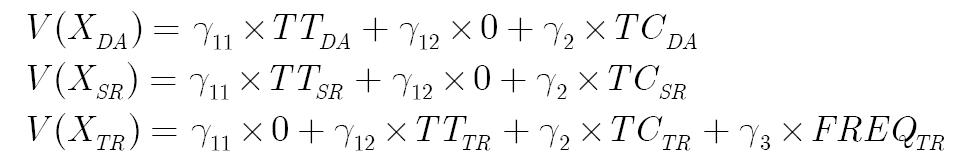 V(X_DA) = γ_11 × TT_DA + γ_12 × 0 + γ_2 × TC_DA
V(X_SR) = γ_11 × TT_SR + γ_12 × 0 + γ_2 × TC_SR
V(X_TR) = γ_11 × 0 + γ_12 × TT_TR + γ_2 × TC_TR + γ_3 × FREQ_TR